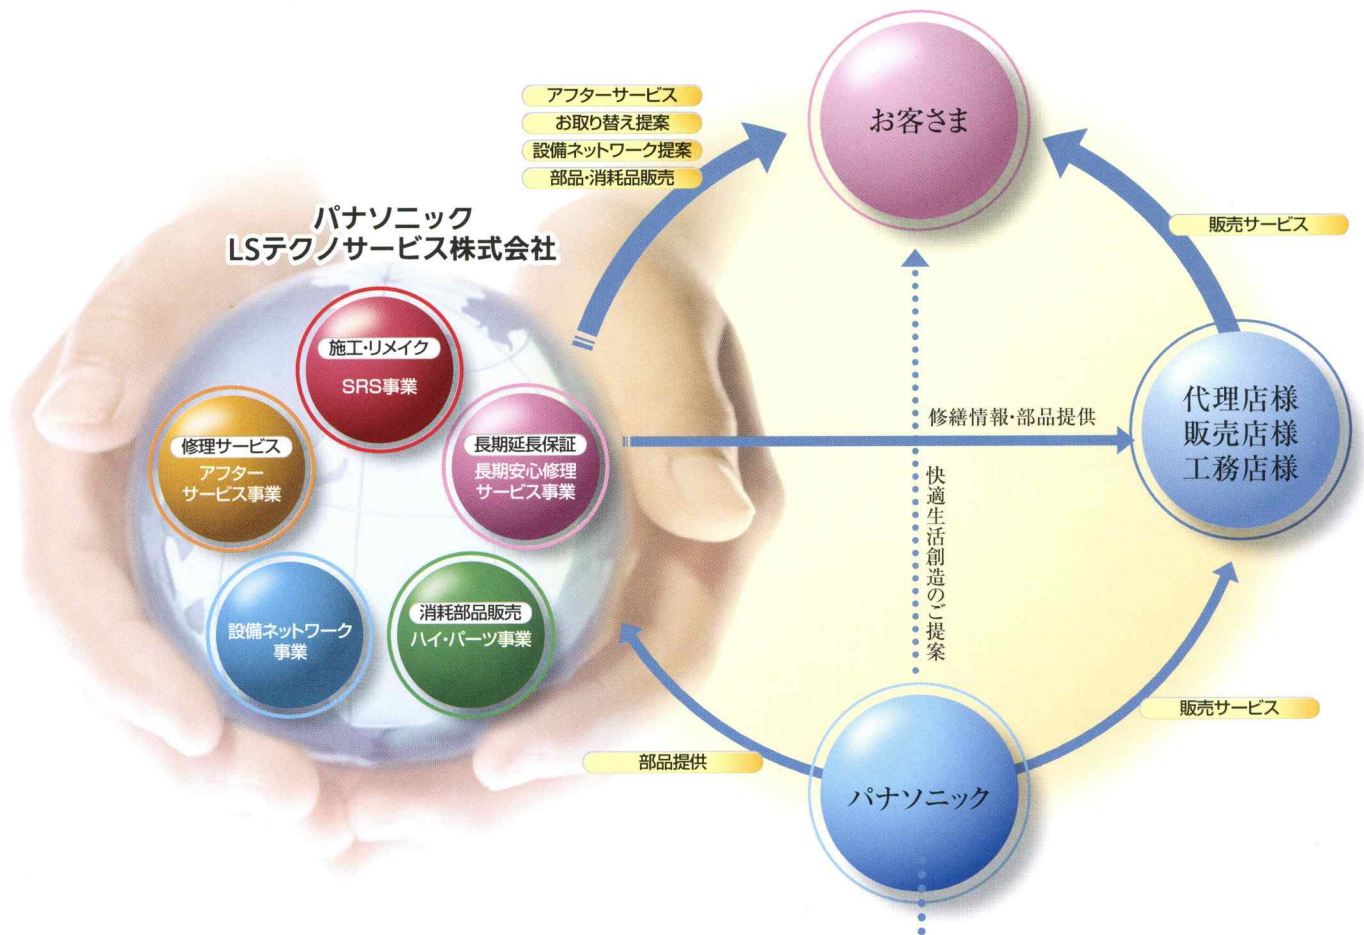 お客さま
アフターサービス
お取り替え提案
設備ネットワーク提案
部品・消耗品販売
販売サービス
パナソニック
LSテクノサービス株式会社
施工・リメイク
SRS事業
修理サービス
アフター
サービス事業
長期延長保証
長期安心修理
サービス事業
設備ネットワーク
事業
消耗部品販売
ハイ・パーツ事業
修繕情報・部品提供
代理店様
販売店様
工務店様
快適生活創造のご提案
販売サービス
部品提供
パナソニック